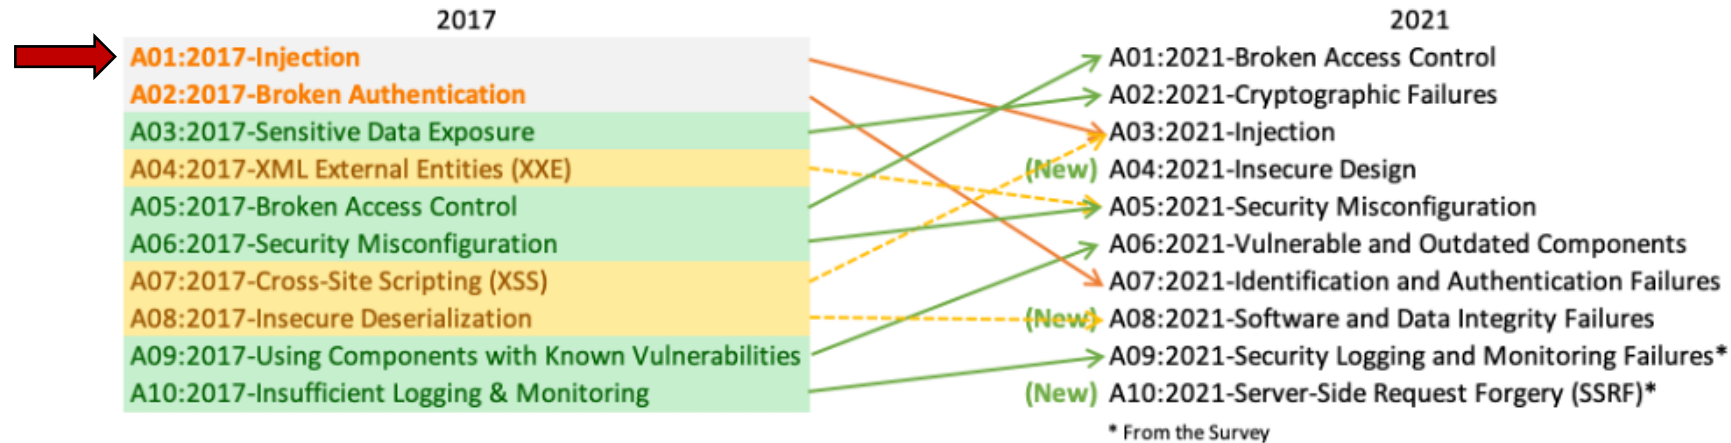 2017
A01:2017-Injection
A02:2017-Broken Authentication
A03:2017-Sensitive Data Exposure
A04:2017-XML External Entities (XXE)
A05:2017-Broken Access Control
A06:2017-Security Misconfiguration
A07:2017-Cross-Site Scripting (XSS)
A08:2017-Insecure Deserialization
A09:2017-Using Components with Known Vulnerabilities
A10:2017-Insufficient Logging & Monitoring
2021
A01:2021-Broken Access Control
A02:2021-Cryptographic Failures
A03:2021-Injection
(New) A04:2021-Insecure Design
A05:2021-Security Misconfiguration
A06:2021-Vulnerable and Outdated Components
A07:2021-Identification and Authentication Failures
(New) A08:2021-Software and Data Integrity Failures
A09:2021-Security Logging and Monitoring Failures*
(New) A10:2021-Server-Side Request Forgery (SSRF)*
* From the Survey